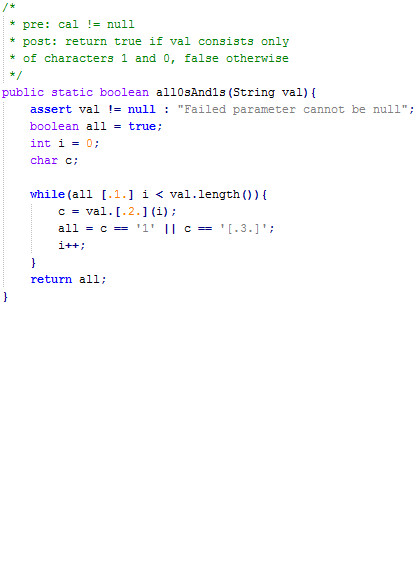 /*
 * pre: cal != null
 * post: return true if val consists only
 * of characters 1 and 0, false otherwise
 */
public static boolean all0sAnd1s(String val){
    assert val != null : "Failed parameter cannot be null";
    boolean all = true;
    int i = 0;
    char c;

    while(all [.1.] i < val.length()){
        c = val.[.2.](i);
        all = c == '1' || c == '[.3.]';
        i++;
    }
    return all;
}